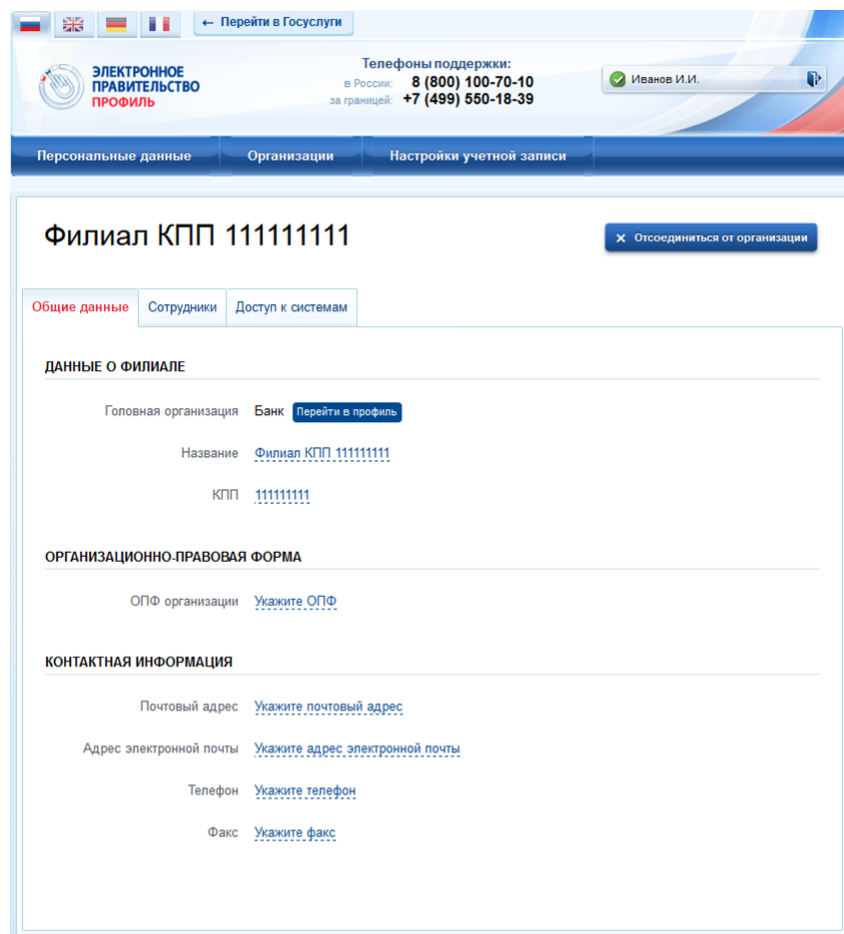 ← Перейти в Госуслуги
ЭЛЕКТРОННОЕ
ПРАВИТЕЛЬСТВО
ПРОФИЛЬ
Телефоны поддержки:
в России: 8 (800) 100-70-10
за границей: +7 (499) 550-18-39
Иванов И.И.
Персональные данные Организации Настройки учетной записи
Филиал КПП 111111111
× Отсоединиться от организации
Общие данные Сотрудники Доступ к системам
ДАННЫЕ О ФИЛИАЛЕ
Головная организация Банк Перейти в профиль
Название Филиал КПП 111111111
КПП 111111111
ОРГАНИЗАЦИОННО-ПРАВОВАЯ ФОРМА
ОПФ организации Укажите ОПФ
КОНТАКТНАЯ ИНФОРМАЦИЯ
Почтовый адрес Укажите почтовый адрес
Адрес электронной почты Укажите адрес электронной почты
Телефон Укажите телефон
Факс Укажите факс